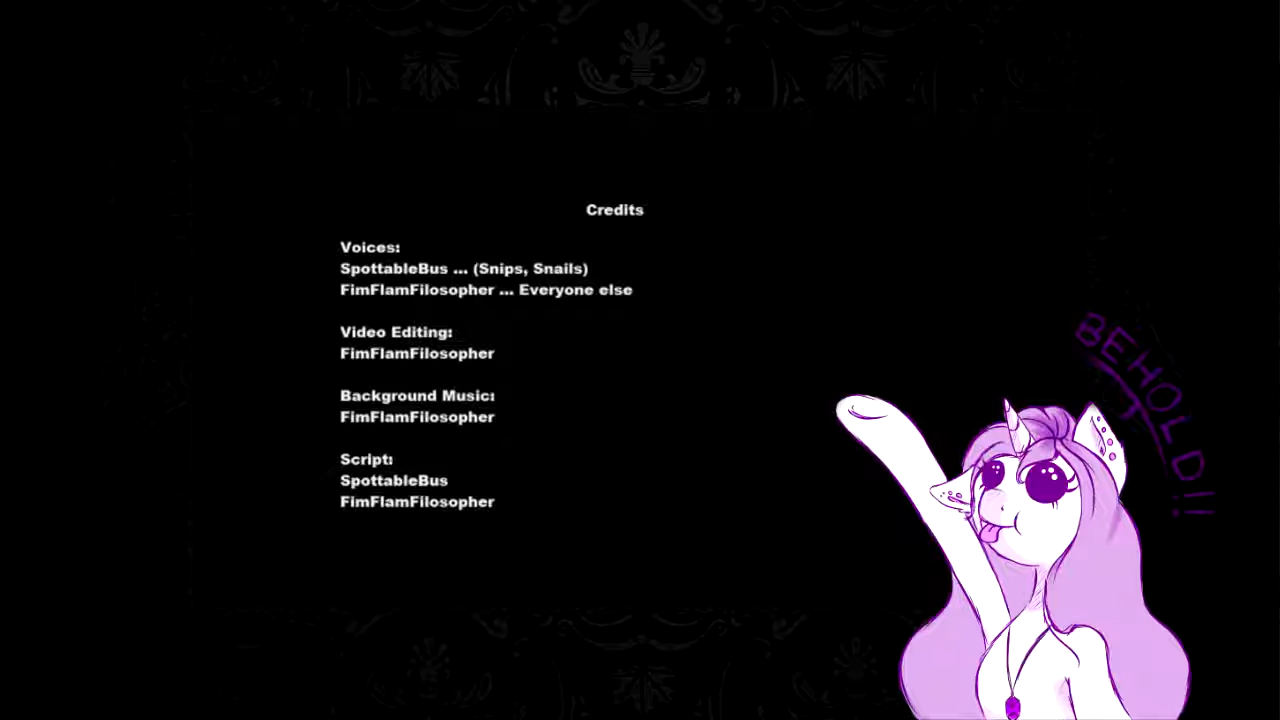 Credits
Voices:
SpottableBus ... (Snips, Snails)
FimFlamFilosopher ... Everyone else
Video Editing:
FimFlamFilosopher
Background Music:
FimFlamFilosopher
Script:
SpottableBus
FimFlamFilosopher
BEHOLD!!